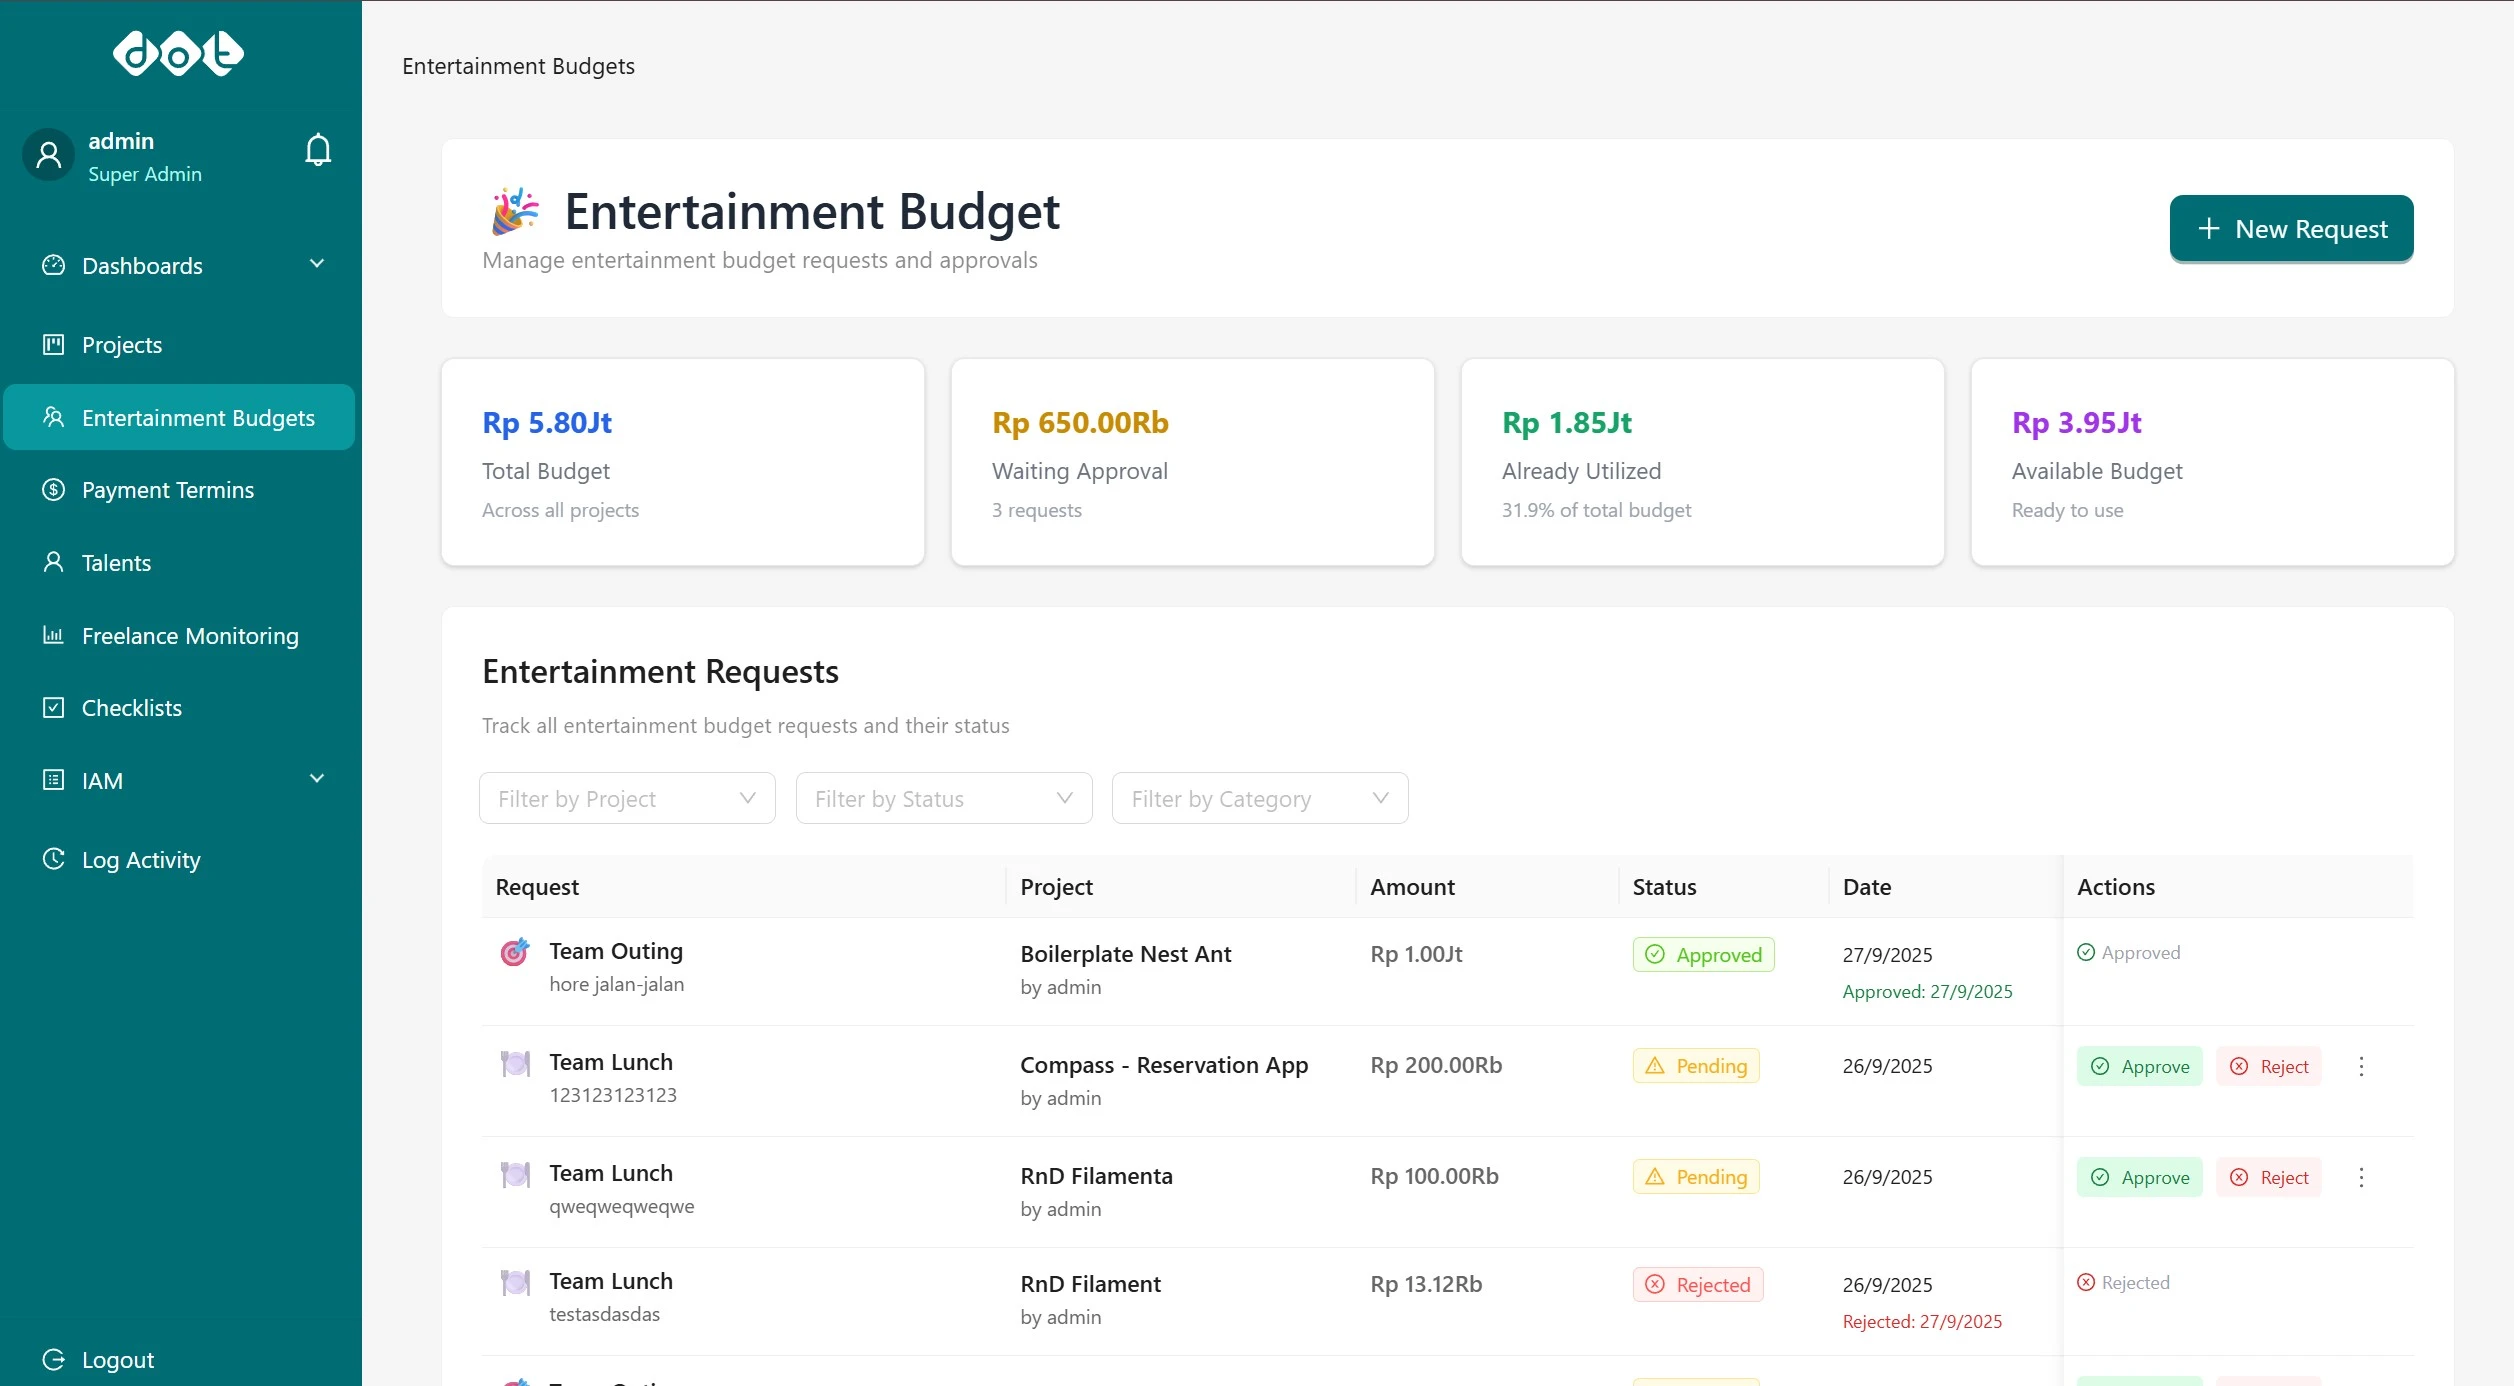 dot
Entertainment Budgets
admin
Super Admin
Dashboards
Projects
Entertainment Budgets
Payment Termins
Talents
Freelance Monitoring
Checklists
IAM
Log Activity
Logout
Entertainment Budget
Manage entertainment budget requests and approvals
New Request
Rp 5.80Jt
Total Budget
Across all projects
Rp 650.00Rb
Waiting Approval
3 requests
Rp 1.85Jt
Already Utilized
31.9% of total budget
Rp 3.95Jt
Available Budget
Ready to use
Entertainment Requests
Track all entertainment budget requests and their status
Filter by Project
Filter by Status
Filter by Category
Request Project Amount Status Date Actions
Team Outing Boilerplate Nest Ant Rp 1.00Jt Approved 27/9/2025 Approved
hore jalan-jalan by admin Approved: 27/9/2025
Team Lunch Compass - Reservation App Rp 200.00Rb Pending 26/9/2025 Approve Reject
123123123123 by admin
Team Lunch RnD Filamenta Rp 100.00Rb Pending 26/9/2025 Approve Reject
qweqweqweqwe by admin
Team Lunch RnD Filament Rp 13.12Rb Rejected 26/9/2025 Rejected
testasdasdas by admin Rejected: 27/9/2025